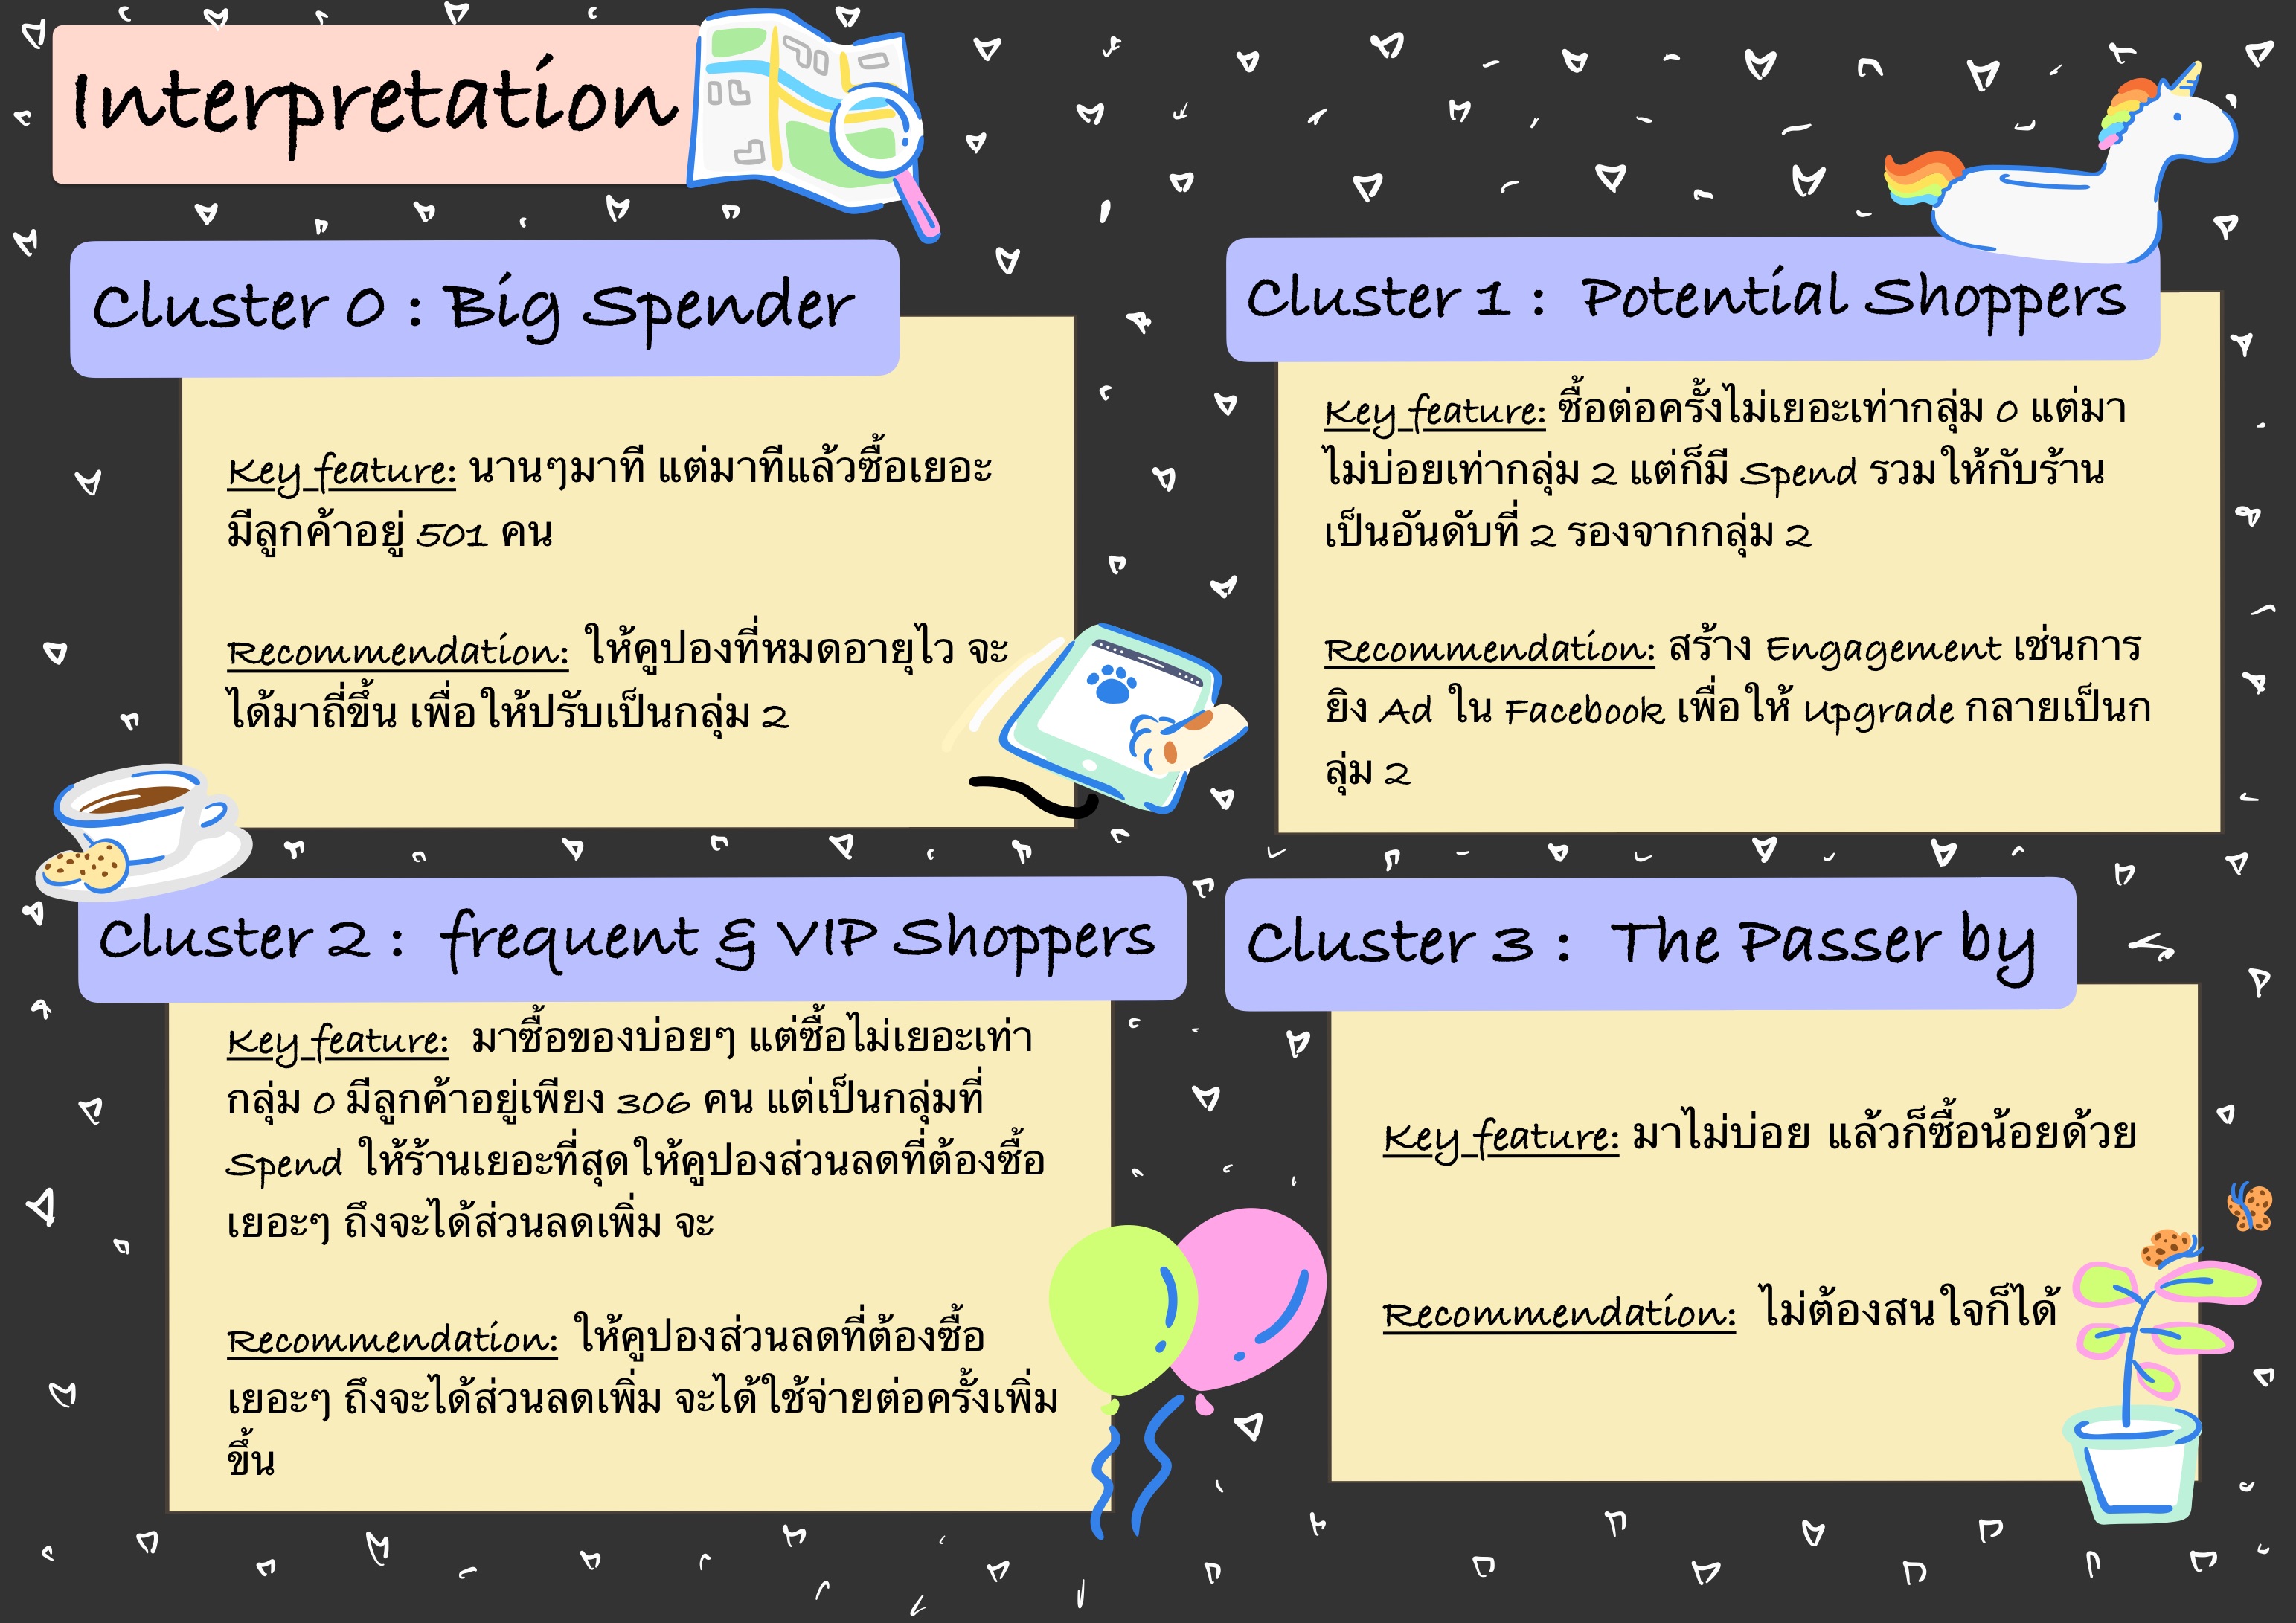 Interpretation
Cluster 0 : Big Spender
Key feature: นานๆมาที แต่มาทีแล้วซื้อเยอะ
มีลูกค้าอยู่ 501 คน
Recommendation: ให้คูปองที่หมดอายุไว จะ
ได้มาถี่ขึ้น เพื่อให้ปรับเป็นกลุ่ม 2
Cluster 1 : Potential Shoppers
Key feature: ซื้อต่อครั้งไม่เยอะเท่ากลุ่ม 0 แต่มา
ไม่บ่อยเท่ากลุ่ม 2 แต่ก็มี Spend รวมให้กับร้าน
เป็นอันดับที่ 2 รองจากกลุ่ม 2
Recommendation: สร้าง Engagement เช่นการ
ยิง Ad ใน Facebook เพื่อให้ Upgrade กลายเป็นก
ลุ่ม 2
Cluster 2 : frequent & VIP Shoppers
Key feature: มาซื้อของบ่อยๆ แต่ซื้อไม่เยอะเท่า
กลุ่ม 0 มีลูกค้าอยู่เพียง 306 คน แต่เป็นกลุ่มที่
Spend ให้ร้านเยอะที่สุดให้คูปองส่วนลดที่ต้องซื้อ
เยอะๆ ถึงจะได้ส่วนลดเพิ่ม จะ
Recommendation: ให้คูปองส่วนลดที่ต้องซื้อ
เยอะๆ ถึงจะได้ส่วนลดเพิ่ม จะได้ใช้จ่ายต่อครั้งเพิ่ม
ขึ้น
Cluster 3 : The Passer by
Key feature: มาไม่บ่อย แล้วก็ซื้อน้อยด้วย
Recommendation: ไม่ต้องสนใจก็ได้